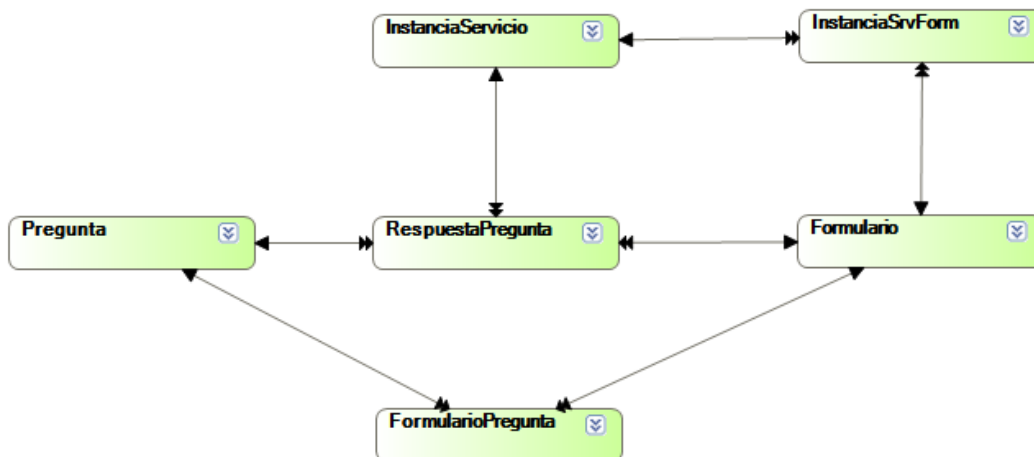 InstanciaServicio
InstanciaSrvForm
Pregunta
RespuestaPregunta
Formulario
FormularioPregunta